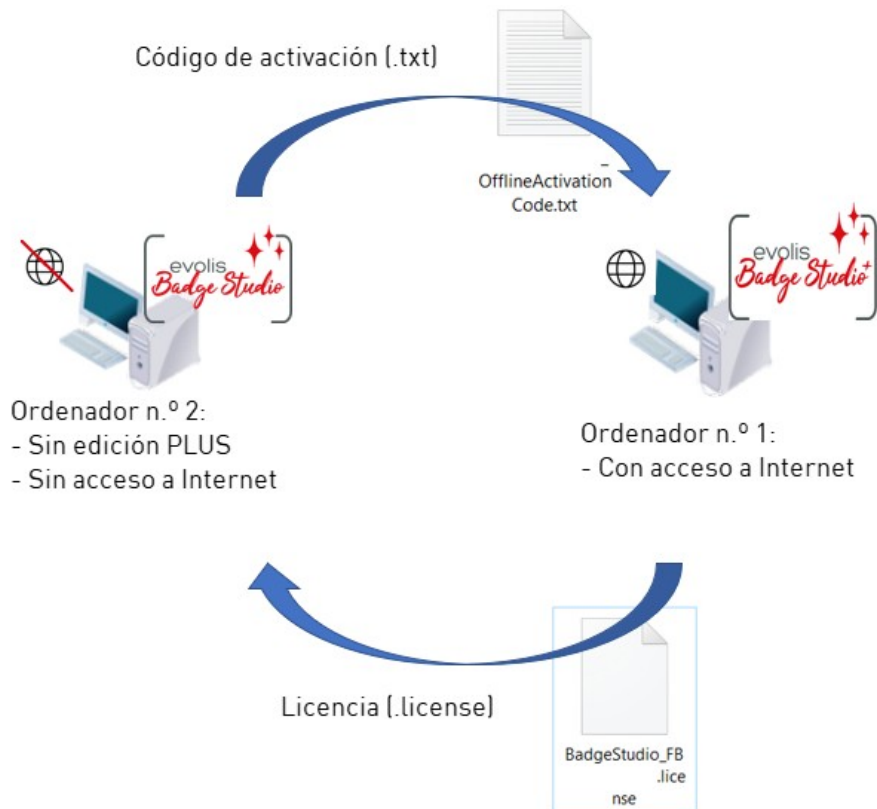 Código de activación (.txt)
_
OfflineActivation
Code.txt
evolis
Badge Studio
evolis
Badge Studio+
Ordenador n.º 2:
- Sin edición PLUS
- Sin acceso a Internet
Ordenador n.º 1:
- Con acceso a Internet
Licencia (.license)
BadgeStudio_FB
.lice
nse